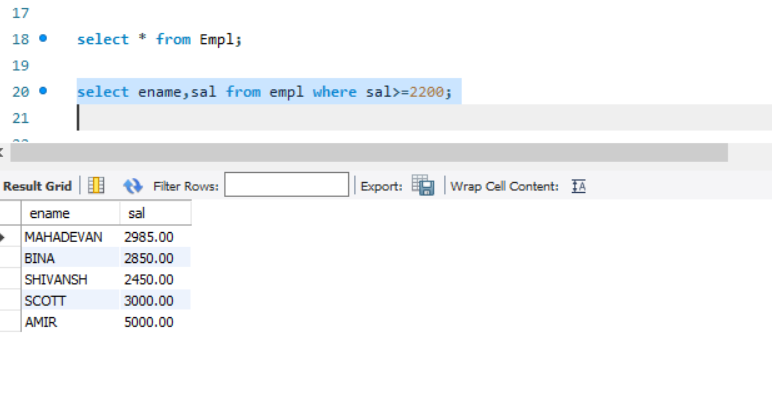 17
18 select * from Empl;
19
20 select ename,sal from empl where sal>=2200;
21
Result Grid Filter Rows: Export: Wrap Cell Content:
ename sal
MAHADEVAN 2985.00
BINA 2850.00
SHIVANSH 2450.00
SCOTT 3000.00
AMIR 5000.00